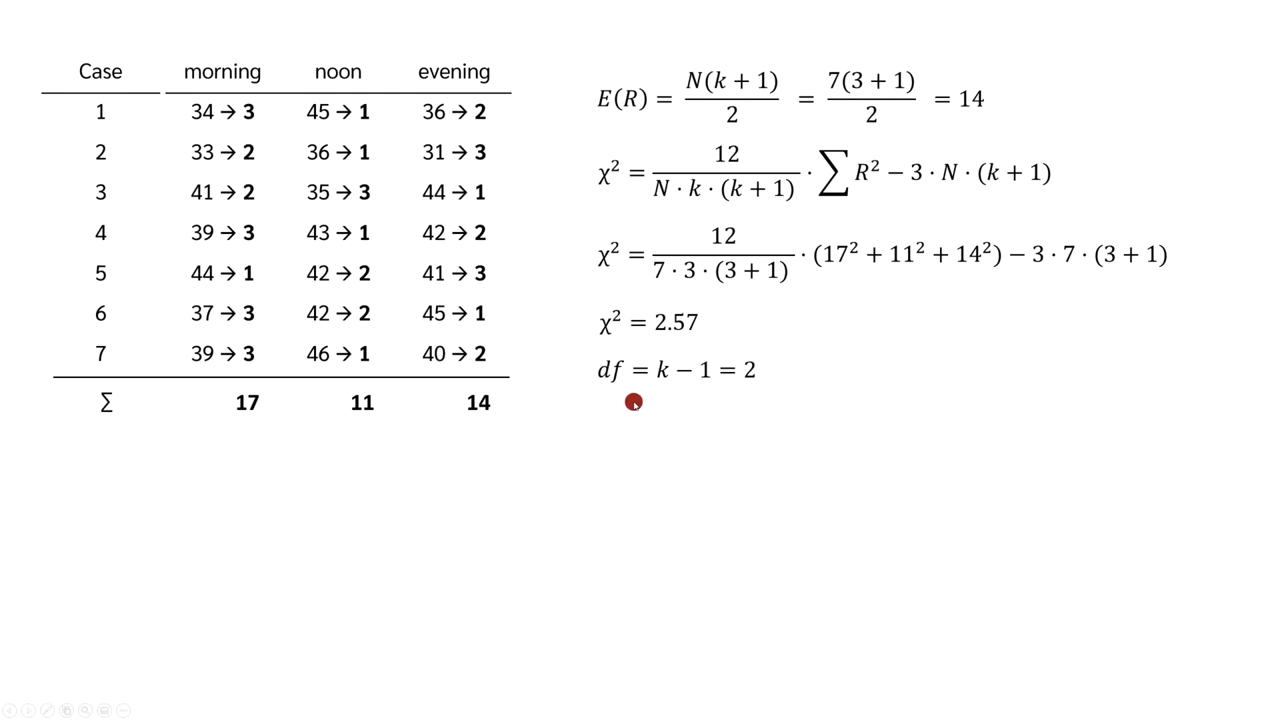 Case morning noon evening
1 34 → 3 45 → 1 36 → 2
2 33 → 2 36 → 1 31 → 3
3 41 → 2 35 → 3 44 → 1
4 39 → 3 43 → 1 42 → 2
5 44 → 1 42 → 2 41 → 3
6 37 → 3 42 → 2 45 → 1
7 39 → 3 46 → 1 40 → 2
∑ 17 11 14
E(R) = N(k + 1) / 2 = 7(3 + 1) / 2 = 14
χ² = 12 / N · k · (k + 1) · ∑ R² − 3 · N · (k + 1)
χ² = 12 / 7 · 3 · (3 + 1) · (17² + 11² + 14²) − 3 · 7 · (3 + 1)
χ² = 2.57
df = k − 1 = 2